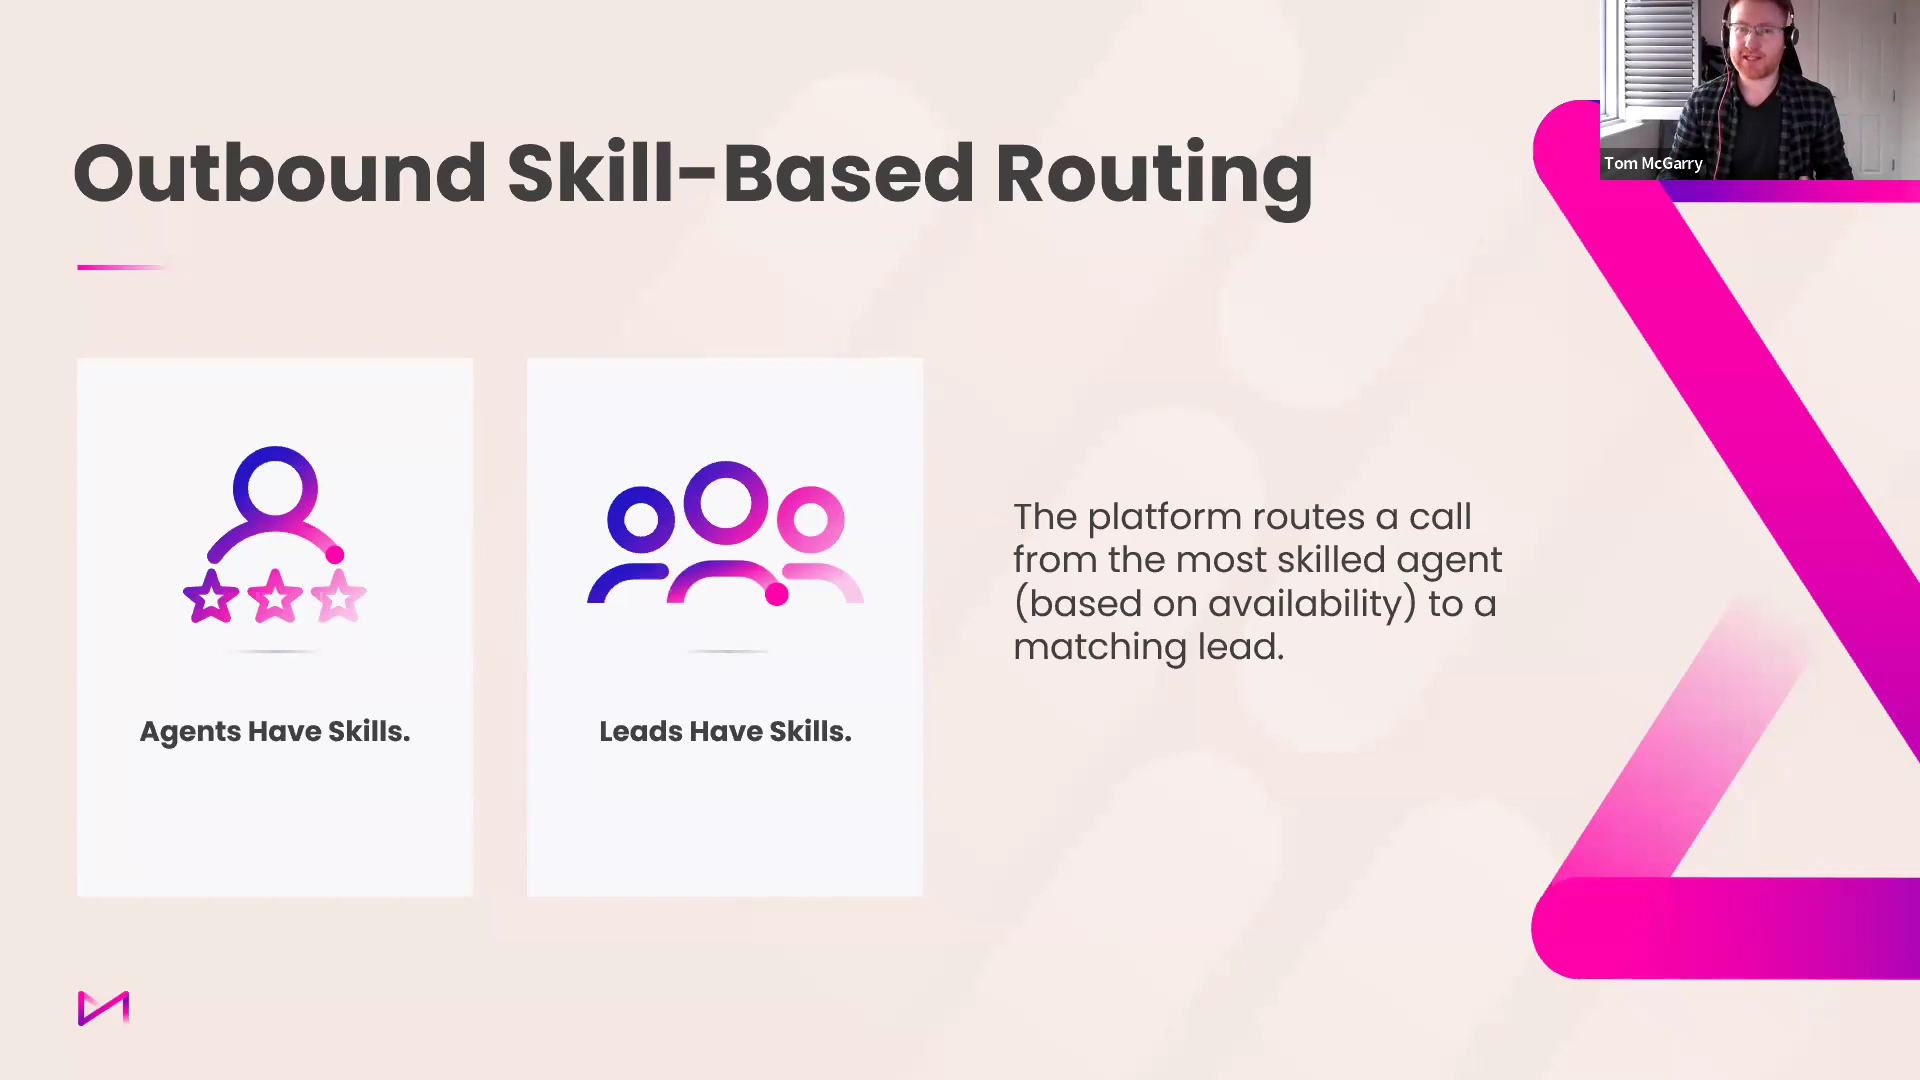 Outbound Skill-Based Routing
Tom McGarry
Agents Have Skills.
Leads Have Skills.
The platform routes a call
from the most skilled agent
(based on availability) to a
matching lead.